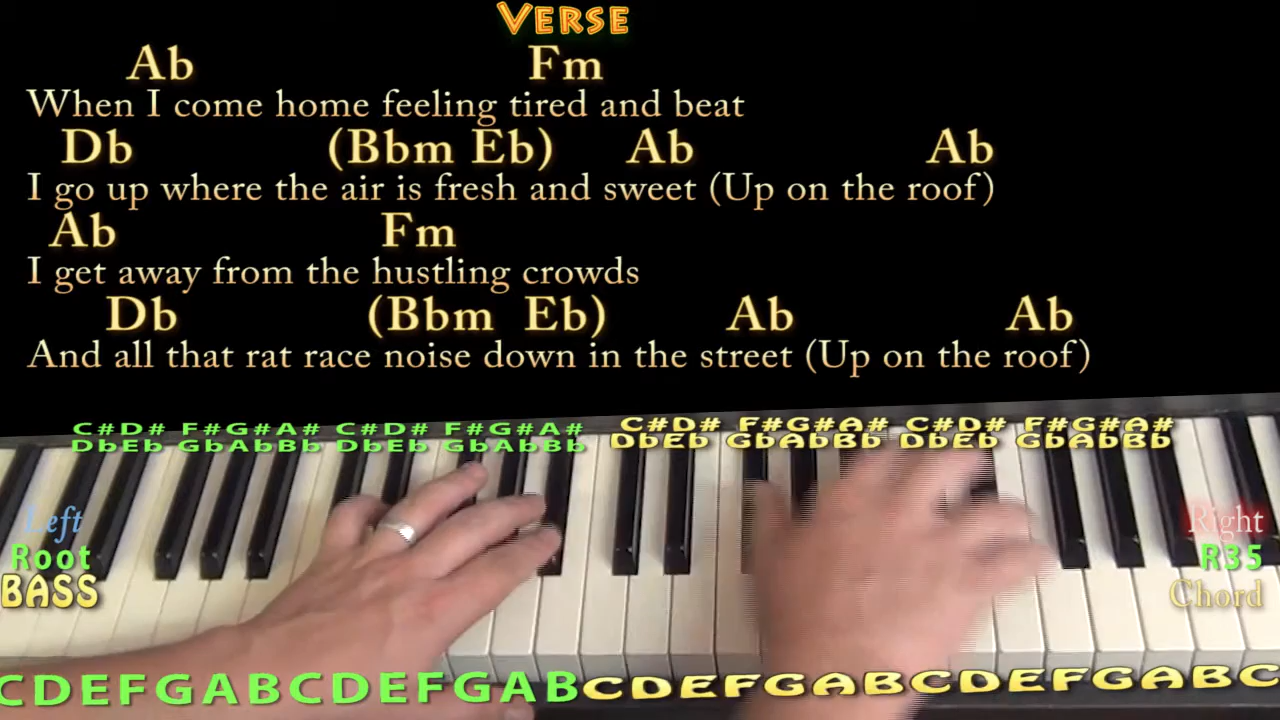 VERSE
Ab Fm
When I come home feeling tired and beat
Db (Bbm Eb) Ab Ab
I go up where the air is fresh and sweet (Up on the roof)
Ab Fm
I get away from the hustling crowds
Db (Bbm Eb) Ab Ab
And all that rat race noise down in the street (Up on the roof)
C#D# F#G#A# C#D# F#G#A# C#D# F#G#A# C#D# F#G#A#
DbEb GbAbBb DbEb GbAbBb DbEb GbAbBb DbEb GbAbBb
Left
Root
BASS
Right
R35
Chord
CDEFGABCDEFGABCDEFGABCDEFGABC